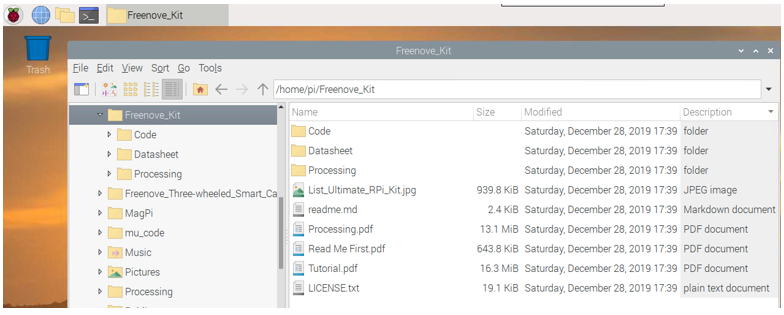 Freenove_Kit
Trash
Freenove_Kit
File Edit View Sort Go Tools
/home/pi/Freenove_Kit
Freenove_Kit
Code
Datasheet
Processing
Freenove_Three-wheeled_Smart_Ca
MagPi
mu_code
Music
Pictures
Processing
Name Size Modified Description
Code Saturday, December 28, 2019 17:39 folder
Datasheet Saturday, December 28, 2019 17:39 folder
Processing Saturday, December 28, 2019 17:39 folder
List_Ultimate_RPi_Kit.jpg 939.8 KiB Saturday, December 28, 2019 17:39 JPEG image
readme.md 2.4 KiB Saturday, December 28, 2019 17:39 Markdown document
Processing.pdf 13.1 MiB Saturday, December 28, 2019 17:39 PDF document
Read Me First.pdf 643.8 KiB Saturday, December 28, 2019 17:39 PDF document
Tutorial.pdf 16.3 MiB Saturday, December 28, 2019 17:39 PDF document
LICENSE.txt 19.1 KiB Saturday, December 28, 2019 17:39 plain text document